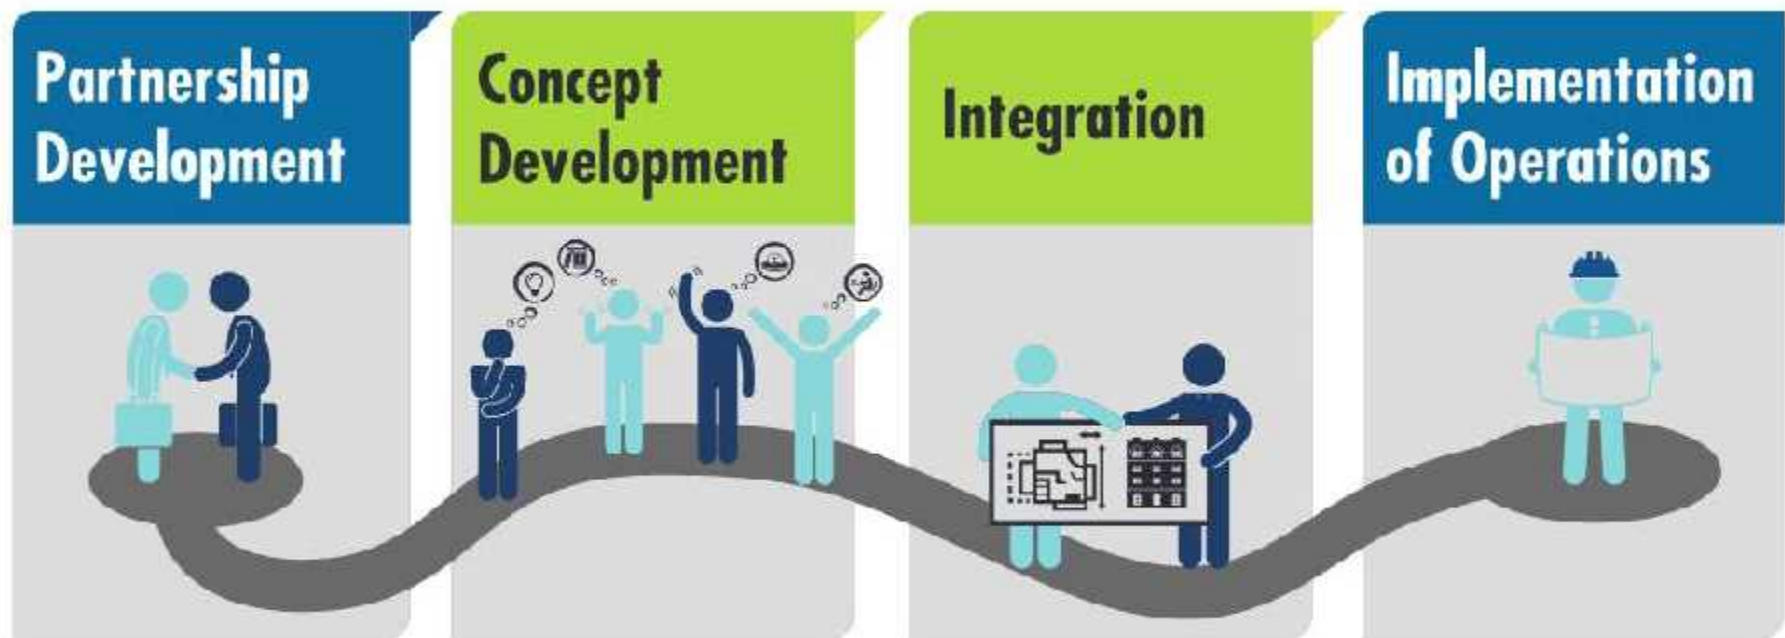 Partnership
Development
Concept
Development
Integration
Implementation
of Operations